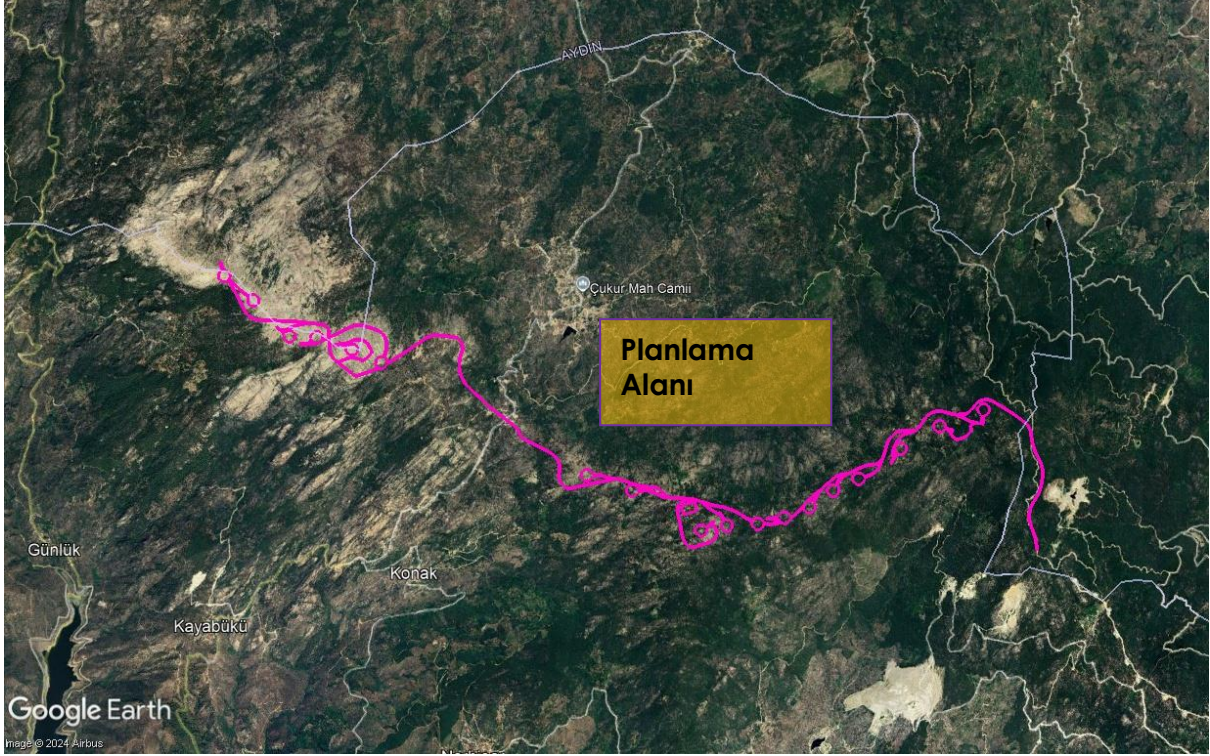 AYDIN
Çukur Mah Camii
Planlama
Alanı
Günlük
Konak
Kayabükü
Google Earth
Image © 2024 Airbus